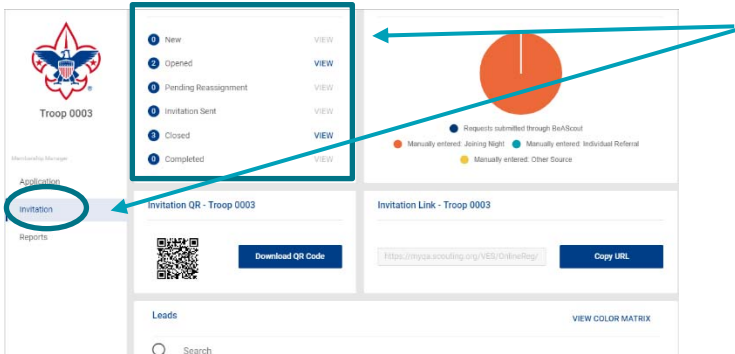 Troop 0003
Membership Manager
Application
Invitation
Reports
0 New VIEW
2 Opened VIEW
0 Pending Reassignment VIEW
0 Invitation Sent VIEW
3 Closed VIEW
0 Completed VIEW
Requests submitted through BeAScout
Manually entered: Joining Night Manually entered: Individual Referral
Manually entered: Other Source
Invitation QR - Troop 0003
Download QR Code
Invitation Link - Troop 0003
https://myqa.scouting.org/VES/OnlineReg/
Copy URL
Leads
VIEW COLOR MATRIX
Search